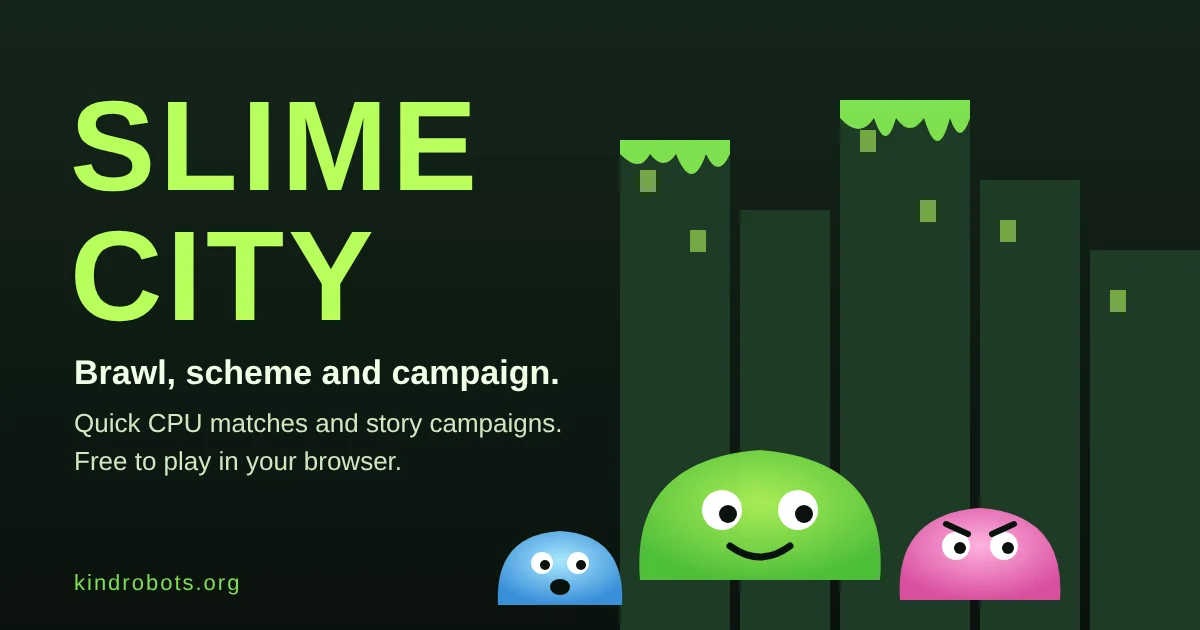 SLIME
CITY
Brawl, scheme and campaign.
Quick CPU matches and story campaigns.
Free to play in your browser.
kindrobots.org